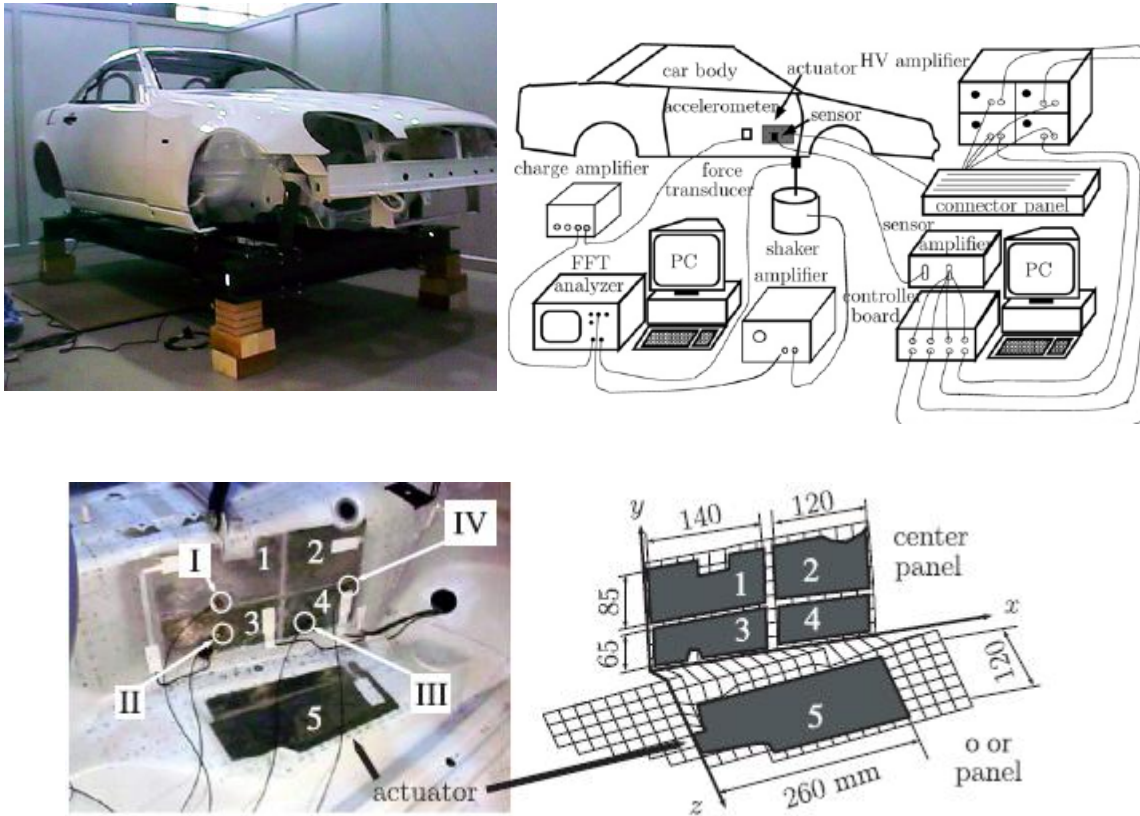 car body
actuator
HV amplifier
accelerometer
sensor
charge amplifier
force
transducer
connector panel
sensor
amplifier
shaker
FFT
analyzer
PC
amplifier
PC
controller
board
I
1
2
IV
3
4
II
III
5
actuator
y
140
120
center
panel
1
2
85
3
4
x
65
120
5
o or
panel
260 mm
z